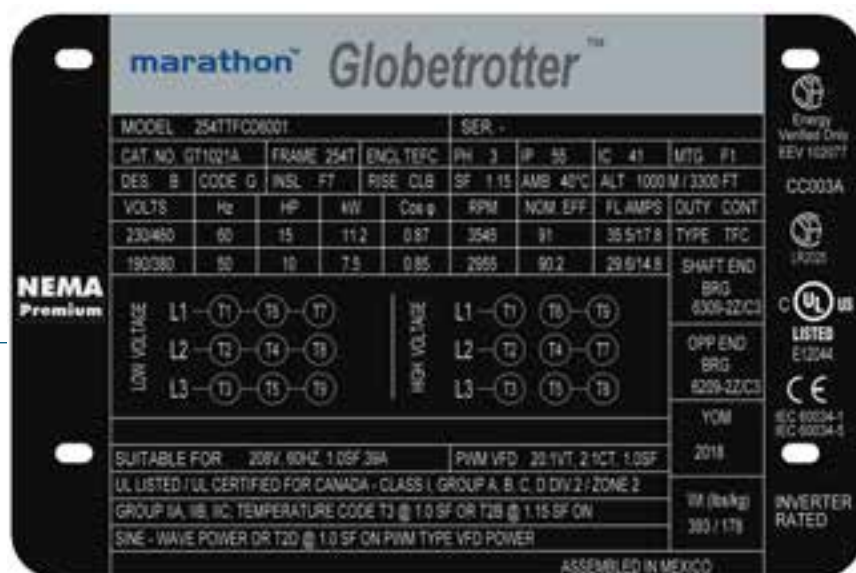 marathon™ Globetrotter™
MODEL 254TTFCD6001 SER. -
CAT. NO. GT1021A FRAME 254T ENCL TEFC PH 3 IP 55 IC 41 MTG F1
DES B CODE G INSL F7 RISE CLB SF 1.15 AMB 40°C ALT 1000 M / 3300 FT
VOLTS Hz HP kW Cos φ RPM NOM. EFF FL AMPS DUTY CONT
230/460 60 15 11.2 0.87 3545 91 35.5/17.8 TYPE TFC
190/380 50 10 7.5 0.85 2955 90.2 29.6/14.8
SHAFT END
BRG
6309-2Z/C3
OPP END
BRG
6209-2Z/C3
YOM
2018
Wt (lbs/kg)
393 / 178
NEMA
Premium
LOW VOLTAGE
L1 T1 T6 T7
L2 T2 T4 T8
L3 T3 T5 T9
HIGH VOLTAGE
L1 T1 T6 T9
L2 T2 T4 T7
L3 T3 T5 T8
SUITABLE FOR 208V, 60HZ, 1.0SF,39A PWM VFD 20:1VT, 2:1CT, 1.0SF
UL LISTED / UL CERTIFIED FOR CANADA - CLASS I, GROUP A, B, C, D DIV 2 / ZONE 2
GROUP IIA, IIB, IIC; TEMPERATURE CODE T3 @ 1.0 SF OR T2B @ 1.15 SF ON
SINE - WAVE POWER OR T2D @ 1.0 SF ON PWM TYPE VFD POWER
ASSEMBLED IN MEXICO
Energy
Verified Only
EEV 102077
CC003A
C UL US
LISTED
E12044
CE
IEC 60034-1
IEC 60034-5
INVERTER
RATED